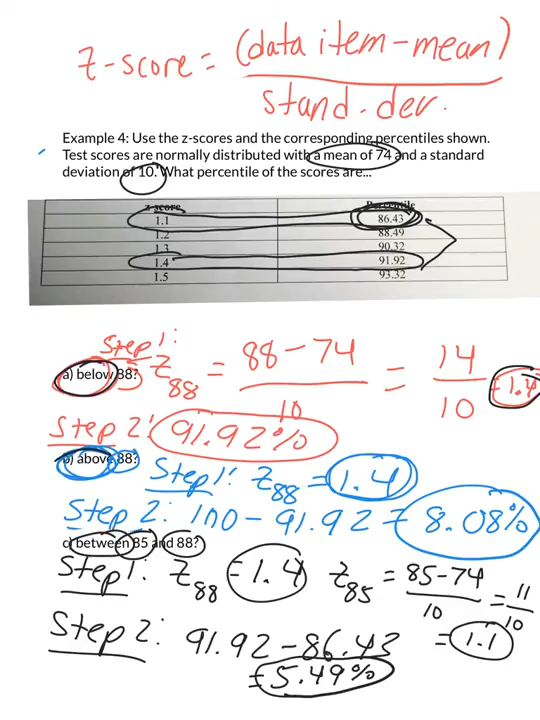 z-score = (data item - mean)
stand. dev.
Example 4: Use the z-scores and the corresponding percentiles shown.
Test scores are normally distributed with a mean of 74 and a standard
deviation of 10. What percentile of the scores are...
z-score Percentile
1.1 86.43
1.2 88.49
1.3 90.32
1.4 91.92
1.5 93.32
Step 1:
a) below 88? z88 = 88 - 74 / 10 = 14 / 10 = 1.4
Step 2: 91.92%
b) above 88?
Step 1: z88 = 1.4
Step 2: 100 - 91.92 = 8.08%
c) between 85 and 88?
Step 1: z88 = 1.4 z85 = 85 - 74 / 10 = 11 / 10
= 1.1
Step 2: 91.92 - 86.43
= 5.49%